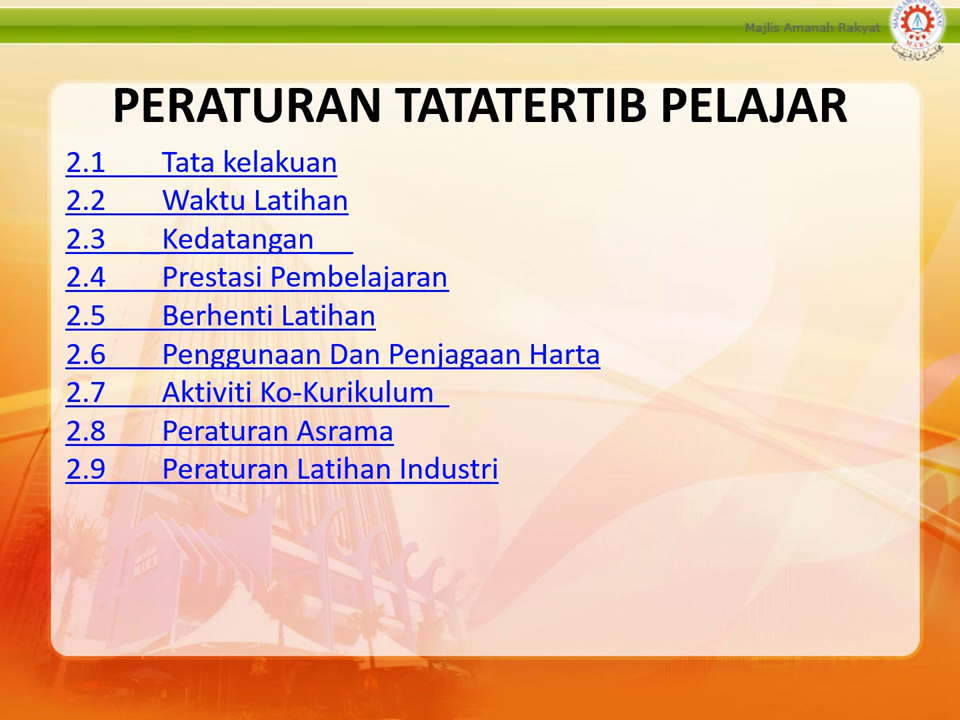 Majlis Amanah Rakyat
PERATURAN TATATERTIB PELAJAR
2.1 Tata kelakuan
2.2 Waktu Latihan
2.3 Kedatangan
2.4 Prestasi Pembelajaran
2.5 Berhenti Latihan
2.6 Penggunaan Dan Penjagaan Harta
2.7 Aktiviti Ko-Kurikulum
2.8 Peraturan Asrama
2.9 Peraturan Latihan Industri